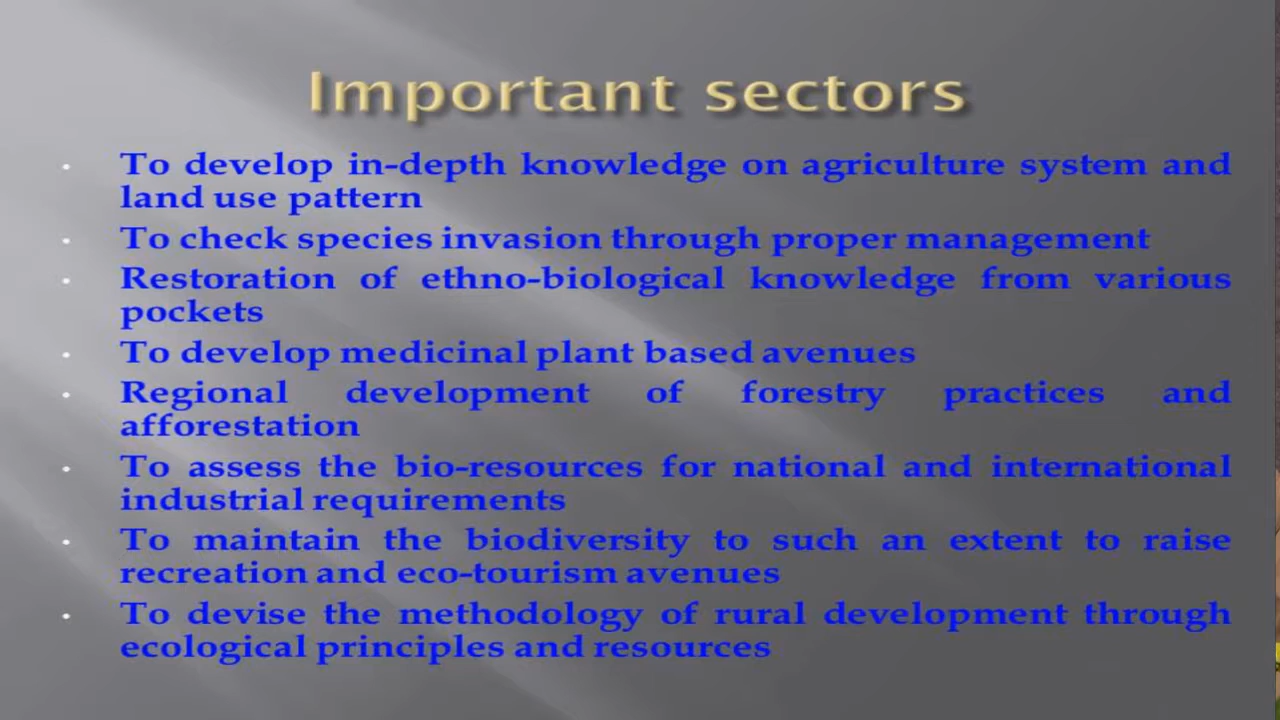 Important sectors
• To develop in-depth knowledge on agriculture system and
land use pattern
• To check species invasion through proper management
• Restoration of ethno-biological knowledge from various
pockets
• To develop medicinal plant based avenues
• Regional development of forestry practices and
afforestation
• To assess the bio-resources for national and international
industrial requirements
• To maintain the biodiversity to such an extent to raise
recreation and eco-tourism avenues
• To devise the methodology of rural development through
ecological principles and resources